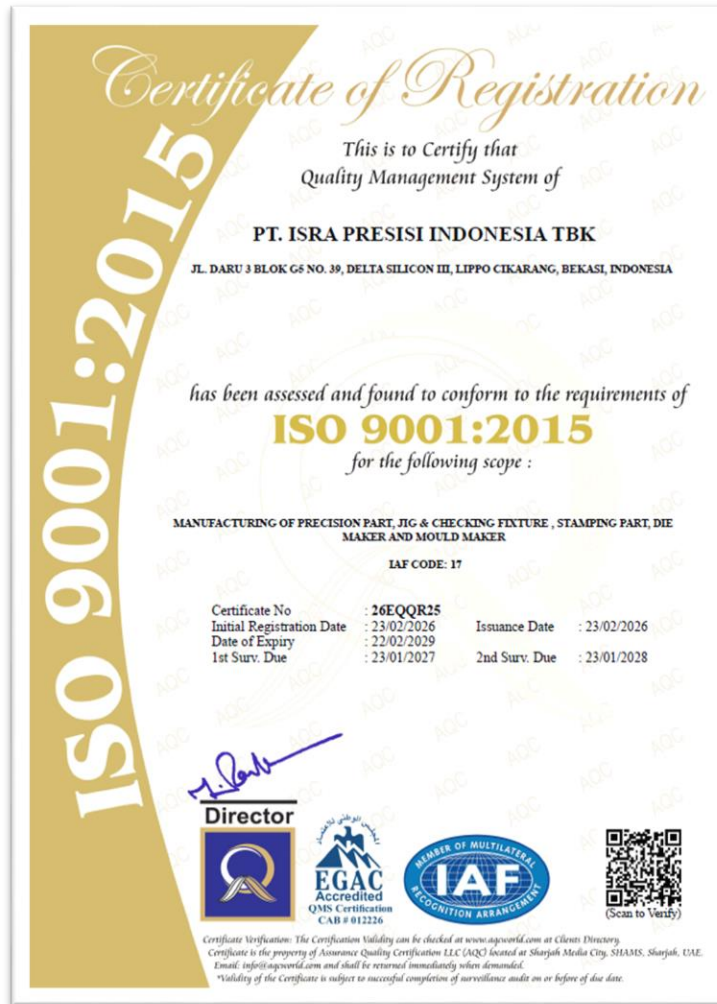 Certificate of Registration
This is to Certify that
Quality Management System of
PT. ISRA PRESISI INDONESIA TBK
JL. DARU 3 BLOK G5 NO. 39, DELTA SILICON III, LIPPO CIKARANG, BEKASI, INDONESIA
has been assessed and found to conform to the requirements of
ISO 9001:2015
for the following scope :
MANUFACTURING OF PRECISION PART, JIG & CHECKING FIXTURE , STAMPING PART, DIE
MAKER AND MOULD MAKER
IAF CODE: 17
Certificate No : 26EQQR25
Initial Registration Date : 23/02/2026 Issuance Date : 23/02/2026
Date of Expiry : 22/02/2029
1st Surv. Due : 23/01/2027 2nd Surv. Due : 23/01/2028
ISO 9001:2015
Director
المجلس الوطني للاعتماد
EGAC
Accredited
QMS Certification
CAB # 012226
MEMBER OF MULTILATERAL
IAF
RECOGNITION ARRANGEMENT
(Scan to Verify)
Certificate Verification: The Certification Validity can be checked at www.aqcworld.com at Clients Directory.
Certificate is the property of Assurance Quality Certification LLC (AQC) located at Sharjah Media City, SHAMS, Sharjah, UAE.
Email: info@aqcworld.com and shall be returned immediately when demanded.
*Validity of the Certificate is subject to successful completion of surveillance audit on or before of due date.